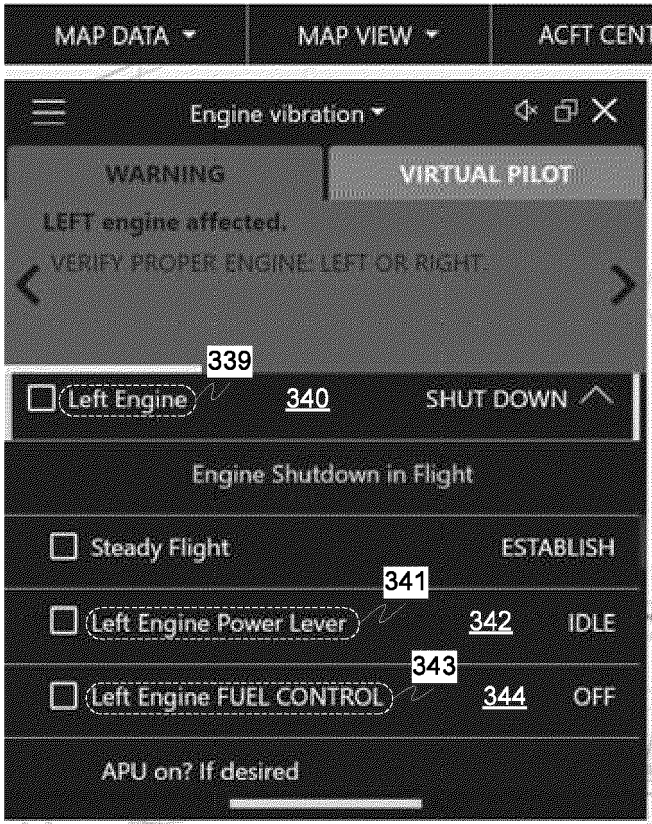 MAP DATA MAP VIEW ACFT CENT
Engine vibration
WARNING VIRTUAL PILOT
LEFT engine affected.
VERIFY PROPER ENGINE: LEFT OR RIGHT.
339
Left Engine 340 SHUT DOWN
Engine Shutdown in Flight
Steady Flight ESTABLISH
341
Left Engine Power Lever 342 IDLE
343
Left Engine FUEL CONTROL 344 OFF
APU on? If desired